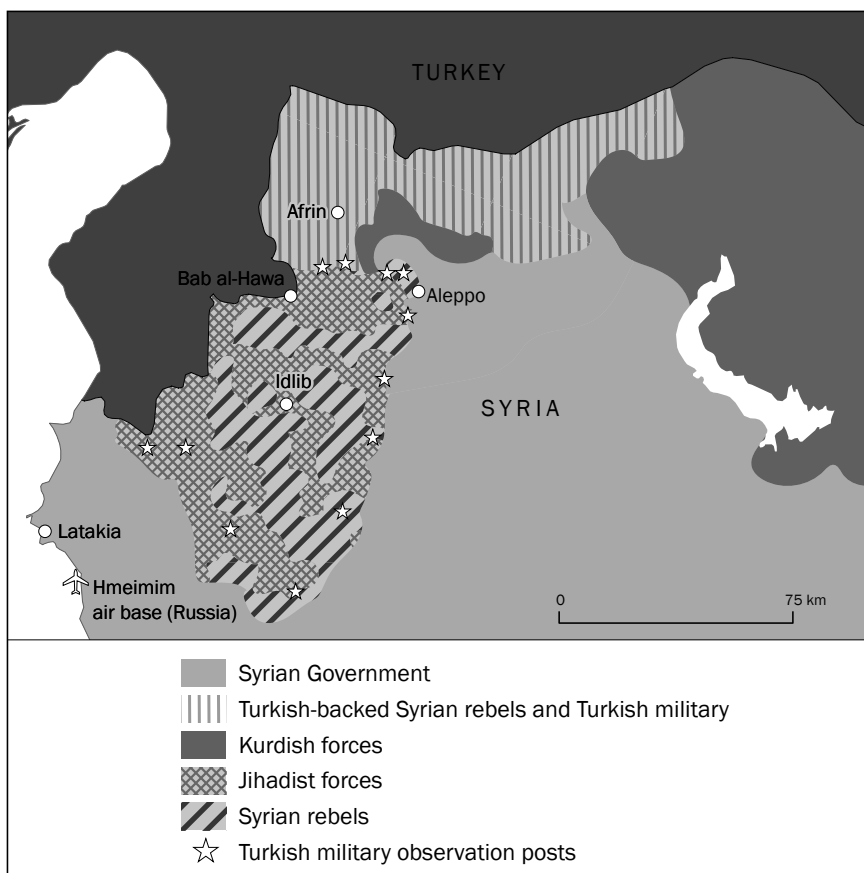 TURKEY
Afrin
Bab al-Hawa
Aleppo
Idlib
SYRIA
Latakia
Hmeimim
air base (Russia)
0
75 km
Syrian Government
Turkish-backed Syrian rebels and Turkish military
Kurdish forces
Jihadist forces
Syrian rebels
Turkish military observation posts